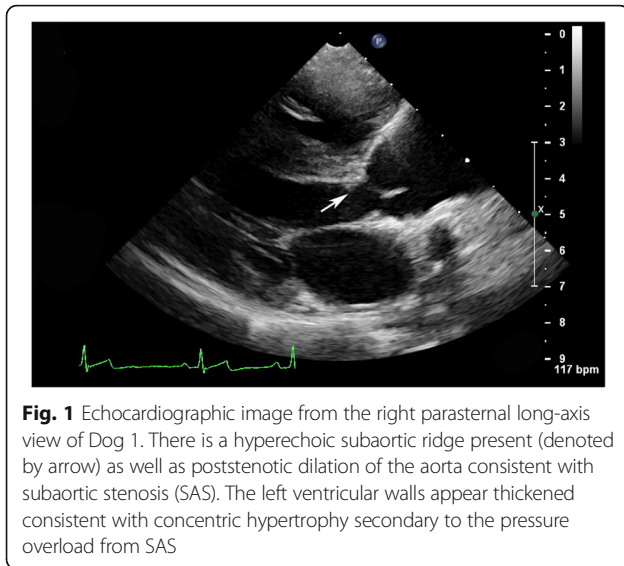 P
0
1
2
3
4
X
5
6
7
8
9
117 bpm
Fig. 1 Echocardiographic image from the right parasternal long-axis
view of Dog 1. There is a hyperechoic subaortic ridge present (denoted
by arrow) as well as poststenotic dilation of the aorta consistent with
subaortic stenosis (SAS). The left ventricular walls appear thickened
consistent with concentric hypertrophy secondary to the pressure
overload from SAS